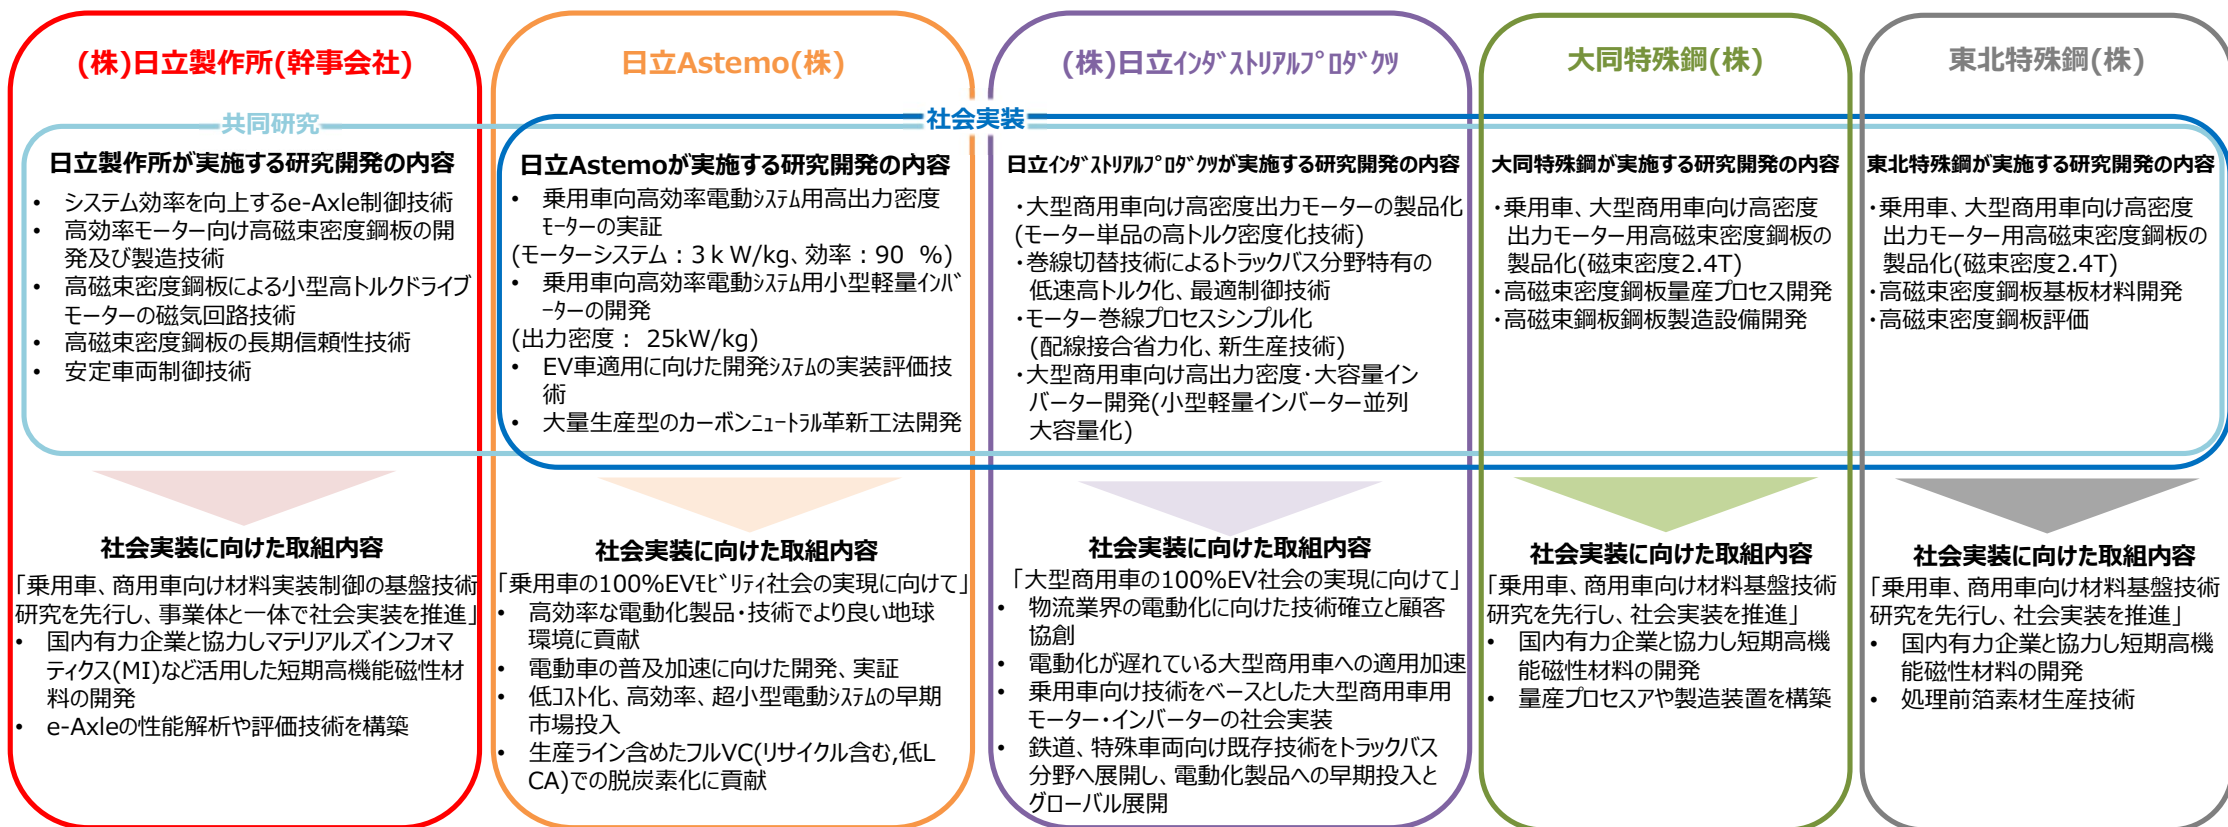 (株)日立製作所(幹事会社)
共同研究
日立製作所が実施する研究開発の内容
• システム効率を向上するe-Axle制御技術
• 高効率モーター向け高磁束密度鋼板の開
発及び製造技術
• 高磁束密度鋼板による小型高トルクドライブ
モーターの磁気回路技術
• 高磁束密度鋼板の長期信頼性技術
• 安定車両制御技術
社会実装に向けた取組内容
「乗用車、商用車向け材料実装制御の基盤技術
研究を先行し、事業体と一体で社会実装を推進」
• 国内有力企業と協力しマテリアルズインフォマ
ティクス(MI)など活用した短期高機能磁性材
料の開発
• e-Axleの性能解析や評価技術を構築
日立Astemo(株)
社会実装
日立Astemoが実施する研究開発の内容
• 乗用車向高効率電動ｼｽﾃﾑ用高出力密度
ﾓｰﾀｰの実証
(モーターシステム：3ｋW/kg、効率：90 %)
• 乗用車向高効率電動ｼｽﾃﾑ用小型軽量ｲﾝﾊﾞ
ｰﾀｰの開発
(出力密度： 25kW/kg)
• EV車適用に向けた開発ｼｽﾃﾑの実装評価技
術
• 大量生産型のカーボンﾆｭｰﾄﾗﾙ革新工法開発
社会実装に向けた取組内容
「乗用車の100%EVﾓﾋﾞﾘﾃｨ社会の実現に向けて」
• 高効率な電動化製品・技術でより良い地球
環境に貢献
• 電動車の普及加速に向けた開発、実証
• 低ｺｽﾄ化、高効率、超小型電動ｼｽﾃﾑの早期
市場投入
• 生産ライン含めたフルVC(リサイクル含む,低L
CA)での脱炭素化に貢献
(株)日立ｲﾝﾀﾞｽﾄﾘｱﾙﾌﾟﾛﾀﾞｸﾂ
日立ｲﾝﾀﾞｽﾄﾘｱﾙﾌﾟﾛﾀﾞｸﾂが実施する研究開発の内容
・大型商用車向け高密度出力モーターの製品化
(モーター単品の高トルク密度化技術)
・巻線切替技術によるトラックバス分野特有の
低速高トルク化、最適制御技術
・モーター巻線プロセスシンプル化
(配線接合省力化、新生産技術)
・大型商用車向け高出力密度・大容量イン
バーター開発(小型軽量インバーター並列
大容量化)
社会実装に向けた取組内容
「大型商用車の100%EV社会の実現に向けて」
• 物流業界の電動化に向けた技術確立と顧客
協創
• 電動化が遅れている大型商用車への適用加速
• 乗用車向け技術をベースとした大型商用車用
モーター・インバーターの社会実装
• 鉄道、特殊車両向け既存技術をトラックバス
分野へ展開し、電動化製品への早期投入と
グローバル展開
大同特殊鋼(株)
大同特殊鋼が実施する研究開発の内容
・乗用車、大型商用車向け高密度
出力モーター用高磁束密度鋼板の
製品化(磁束密度2.4T)
・高磁束密度鋼板量産プロセス開発
・高磁束鋼板鋼板製造設備開発
社会実装に向けた取組内容
「乗用車、商用車向け材料基盤技術
研究を先行し、社会実装を推進」
• 国内有力企業と協力し短期高機
能磁性材料の開発
• 量産プロセスアや製造装置を構築
東北特殊鋼(株)
東北特殊鋼が実施する研究開発の内容
・乗用車、大型商用車向け高密度
出力モーター用高磁束密度鋼板の
製品化(磁束密度2.4T)
・高磁束密度鋼板基板材料開発
・高磁束密度鋼板評価
社会実装に向けた取組内容
「乗用車、商用車向け材料基盤技術
研究を先行し、社会実装を推進」
• 国内有力企業と協力し短期高機
能磁性材料の開発
• 処理前箔素材生産技術